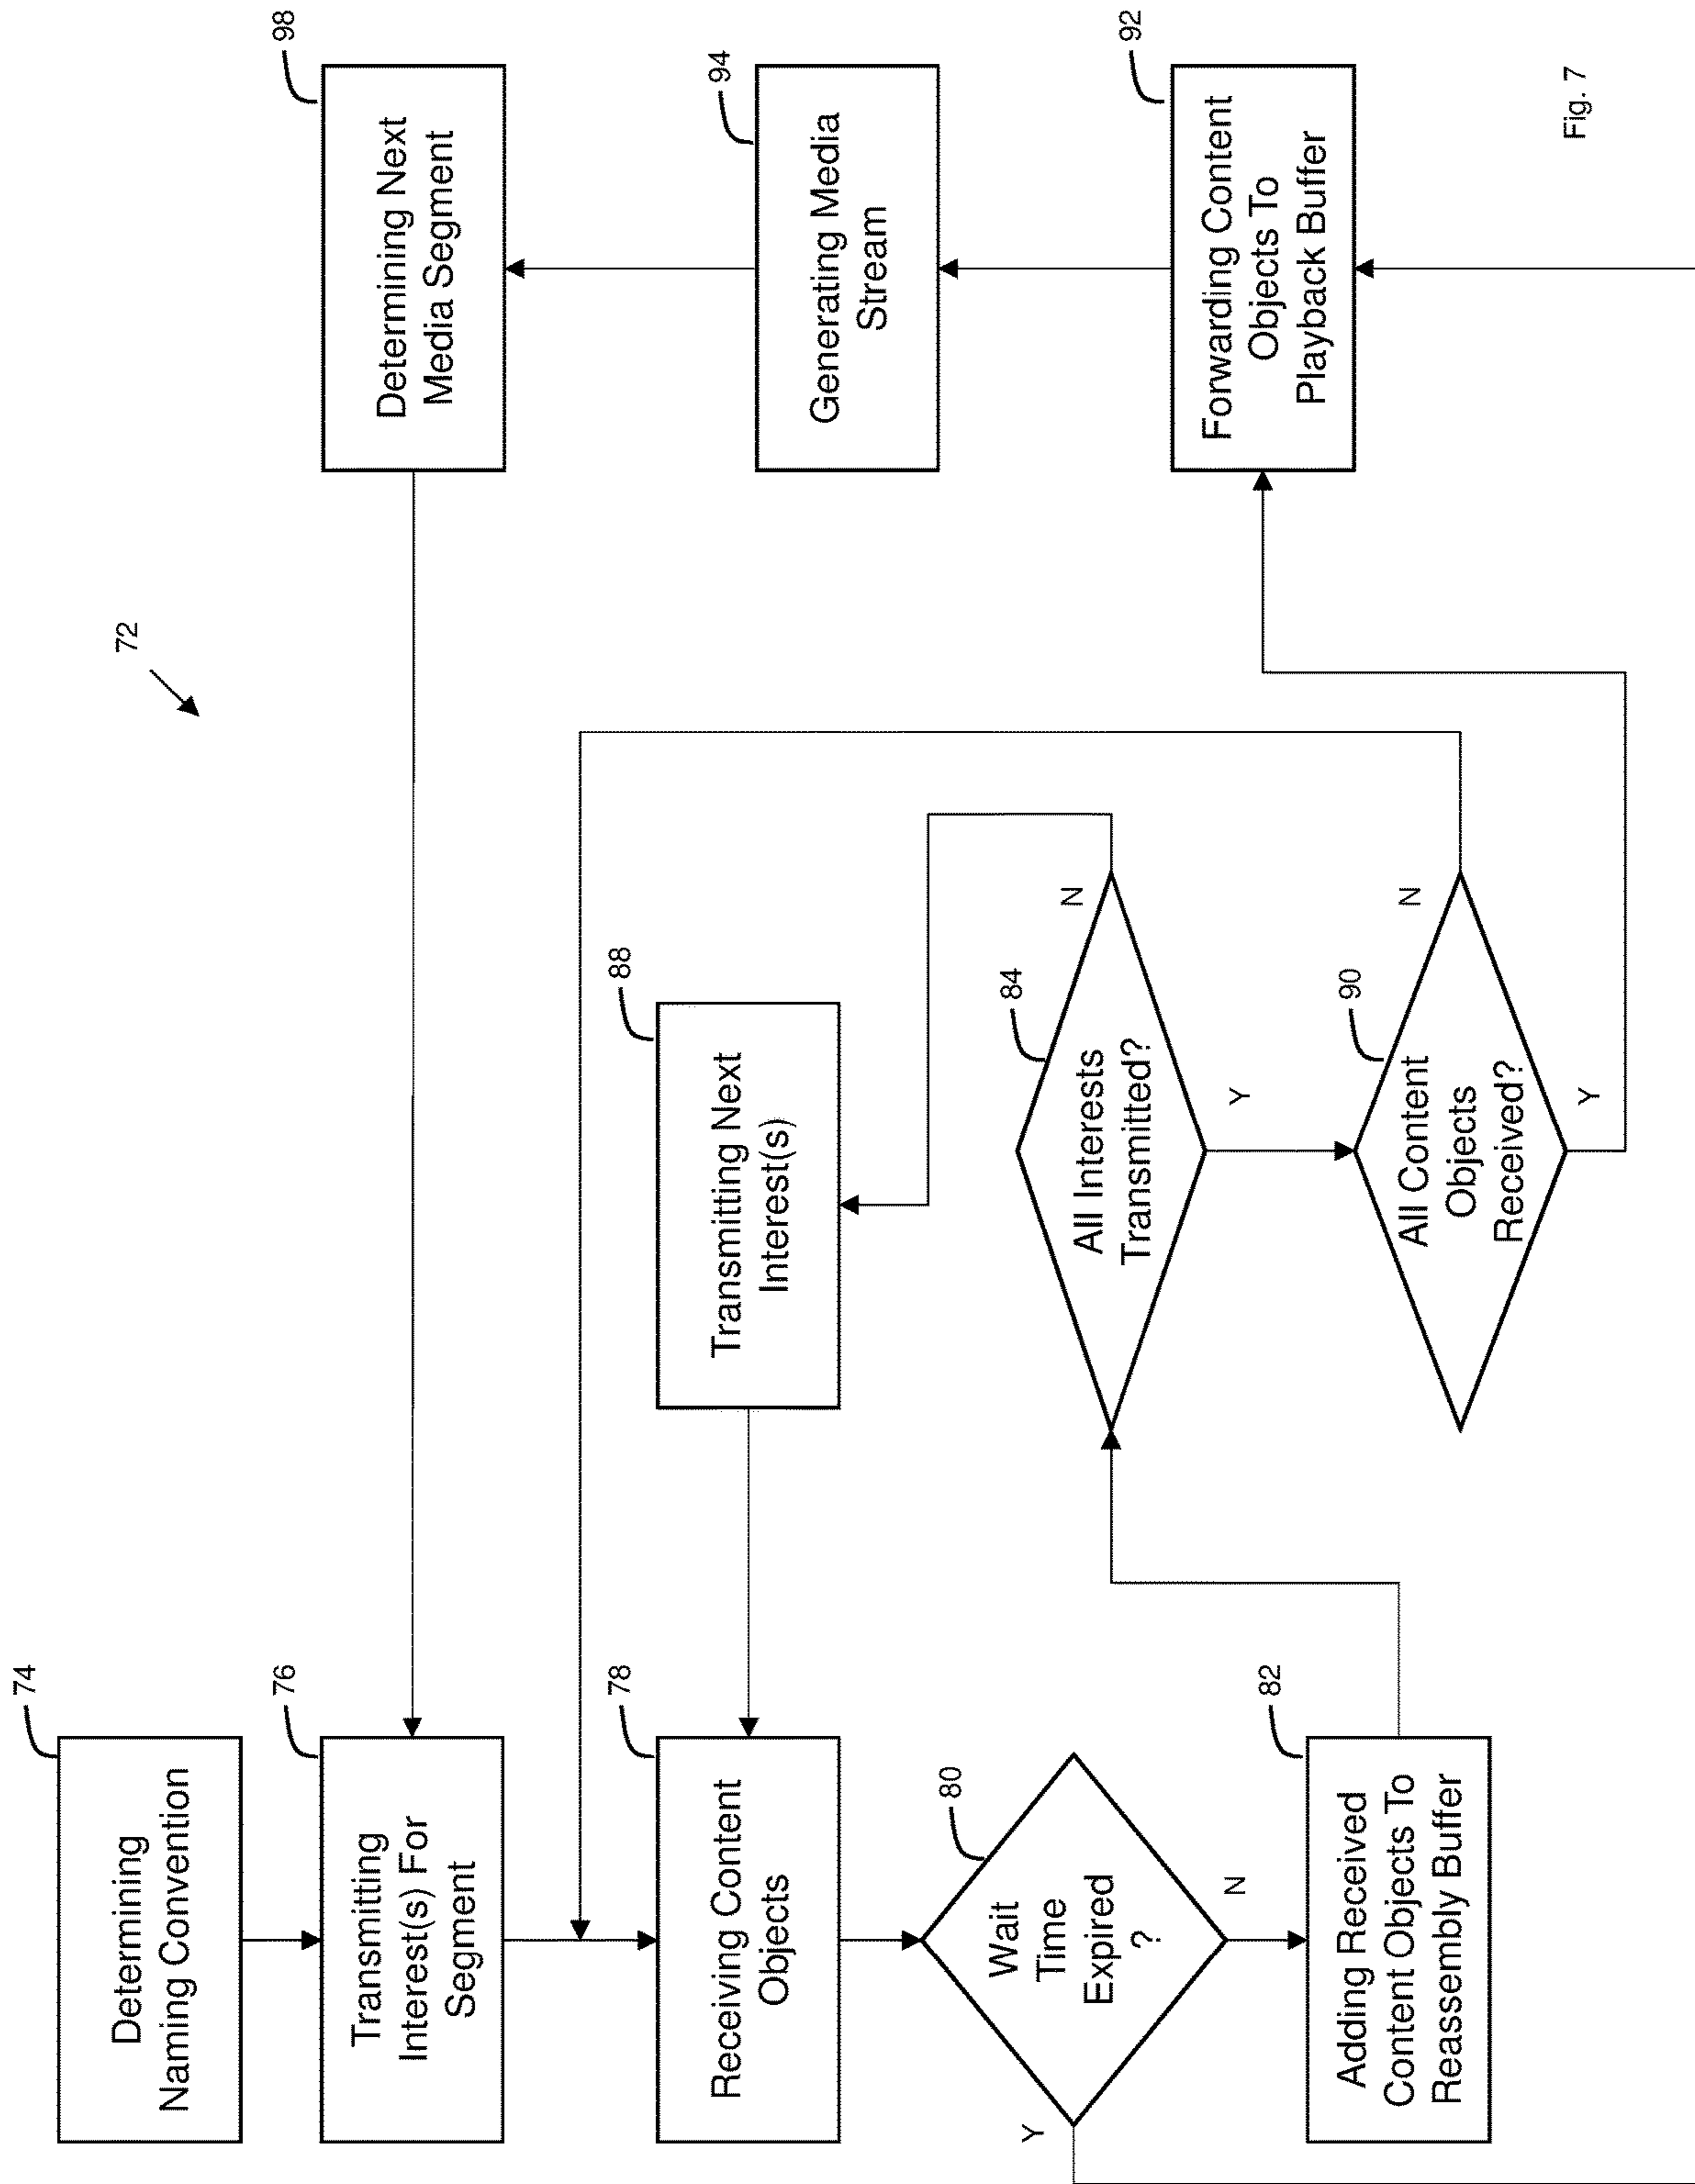 72
74
Determining
Naming Convention
76
Transmitting
Interest(s) For
Segment
78
Receiving Content
Objects
80
Wait
Time
Expired
?
Y
N
82
Adding Received
Content Objects To
Reassembly Buffer
88
Transmitting Next
Interest(s)
84
All Interests
Transmitted?
N
Y
90
All Content
Objects
Received?
N
Y
98
Determining Next
Media Segment
94
Generating Media
Stream
92
Forwarding Content
Objects To
Playback Buffer
Fig. 7